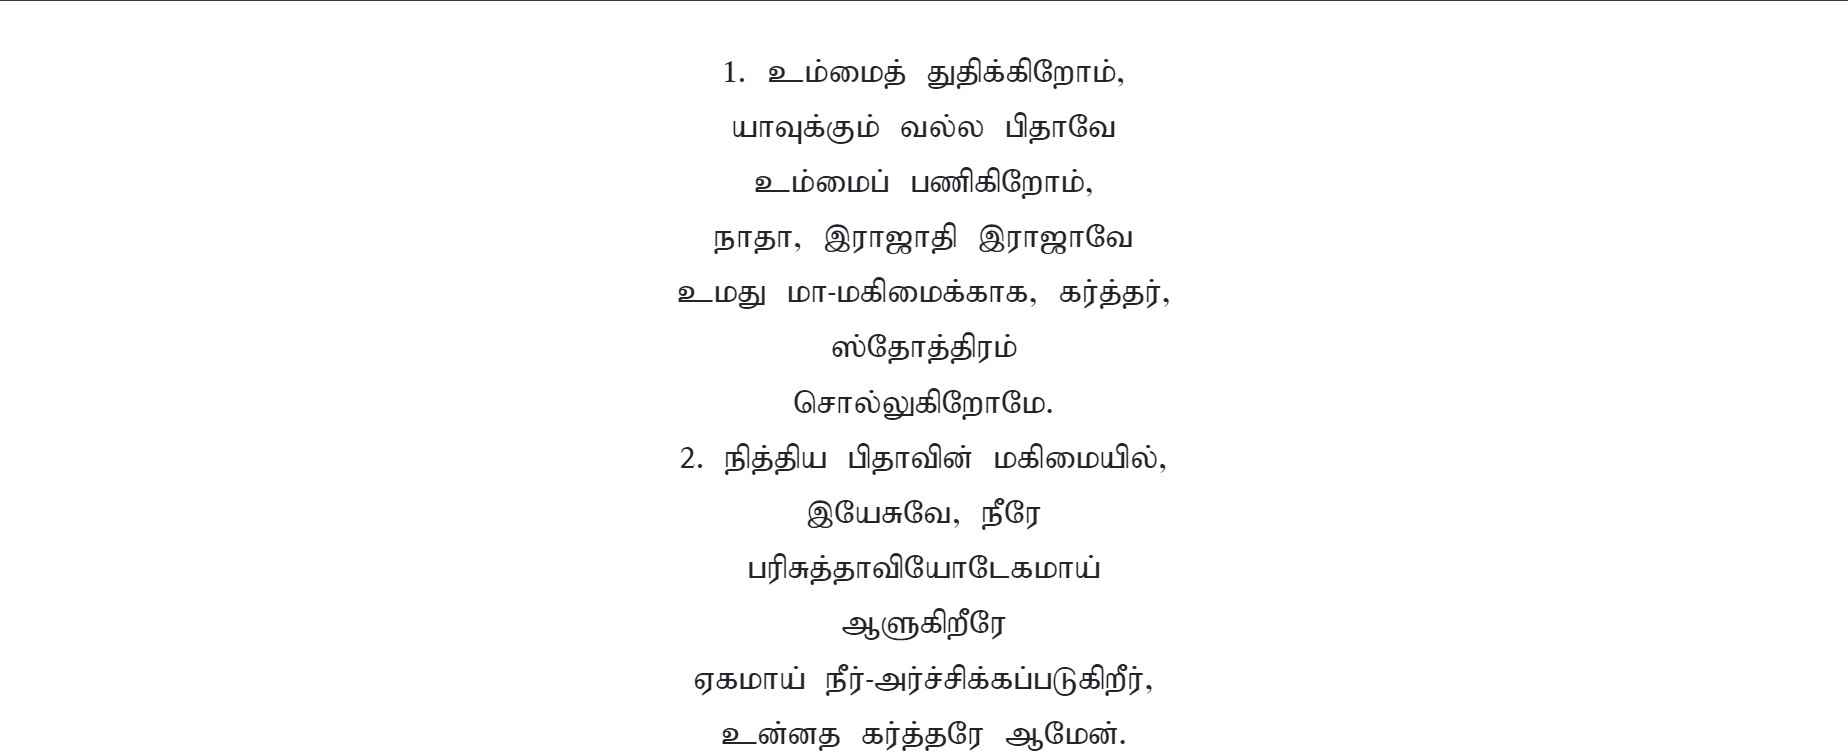 1. உம்மைத் துதிக்கிறோம்,
யாவுக்கும் வல்ல பிதாவே
உம்மைப் பணிகிறோம்,
நாதா, இராஜாதி இராஜாவே
உமது மா-மகிமைக்காக, கர்த்தர்,
ஸ்தோத்திரம்
சொல்லுகிறோமே.
2. நித்திய பிதாவின் மகிமையில்,
இயேசுவே, நீரே
பரிசுத்தாவியோடேகமாய்
ஆளுகிறீரே
ஏகமாய் நீர்-அர்ச்சிக்கப்படுகிறீர்,
உன்னத கர்த்தரே ஆமேன்.